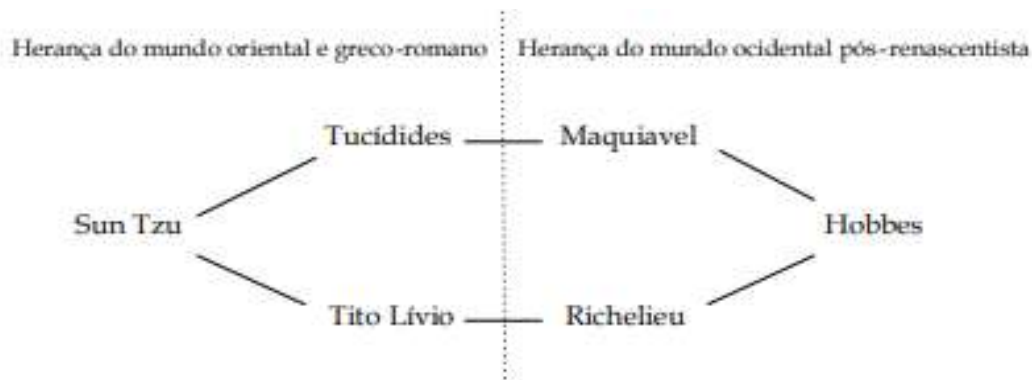 Herança do mundo oriental e greco-romano
Herança do mundo ocidental pós-renascentista
Tucídides
Maquiavel
Sun Tzu
Hobbes
Tito Lívio
Richelieu